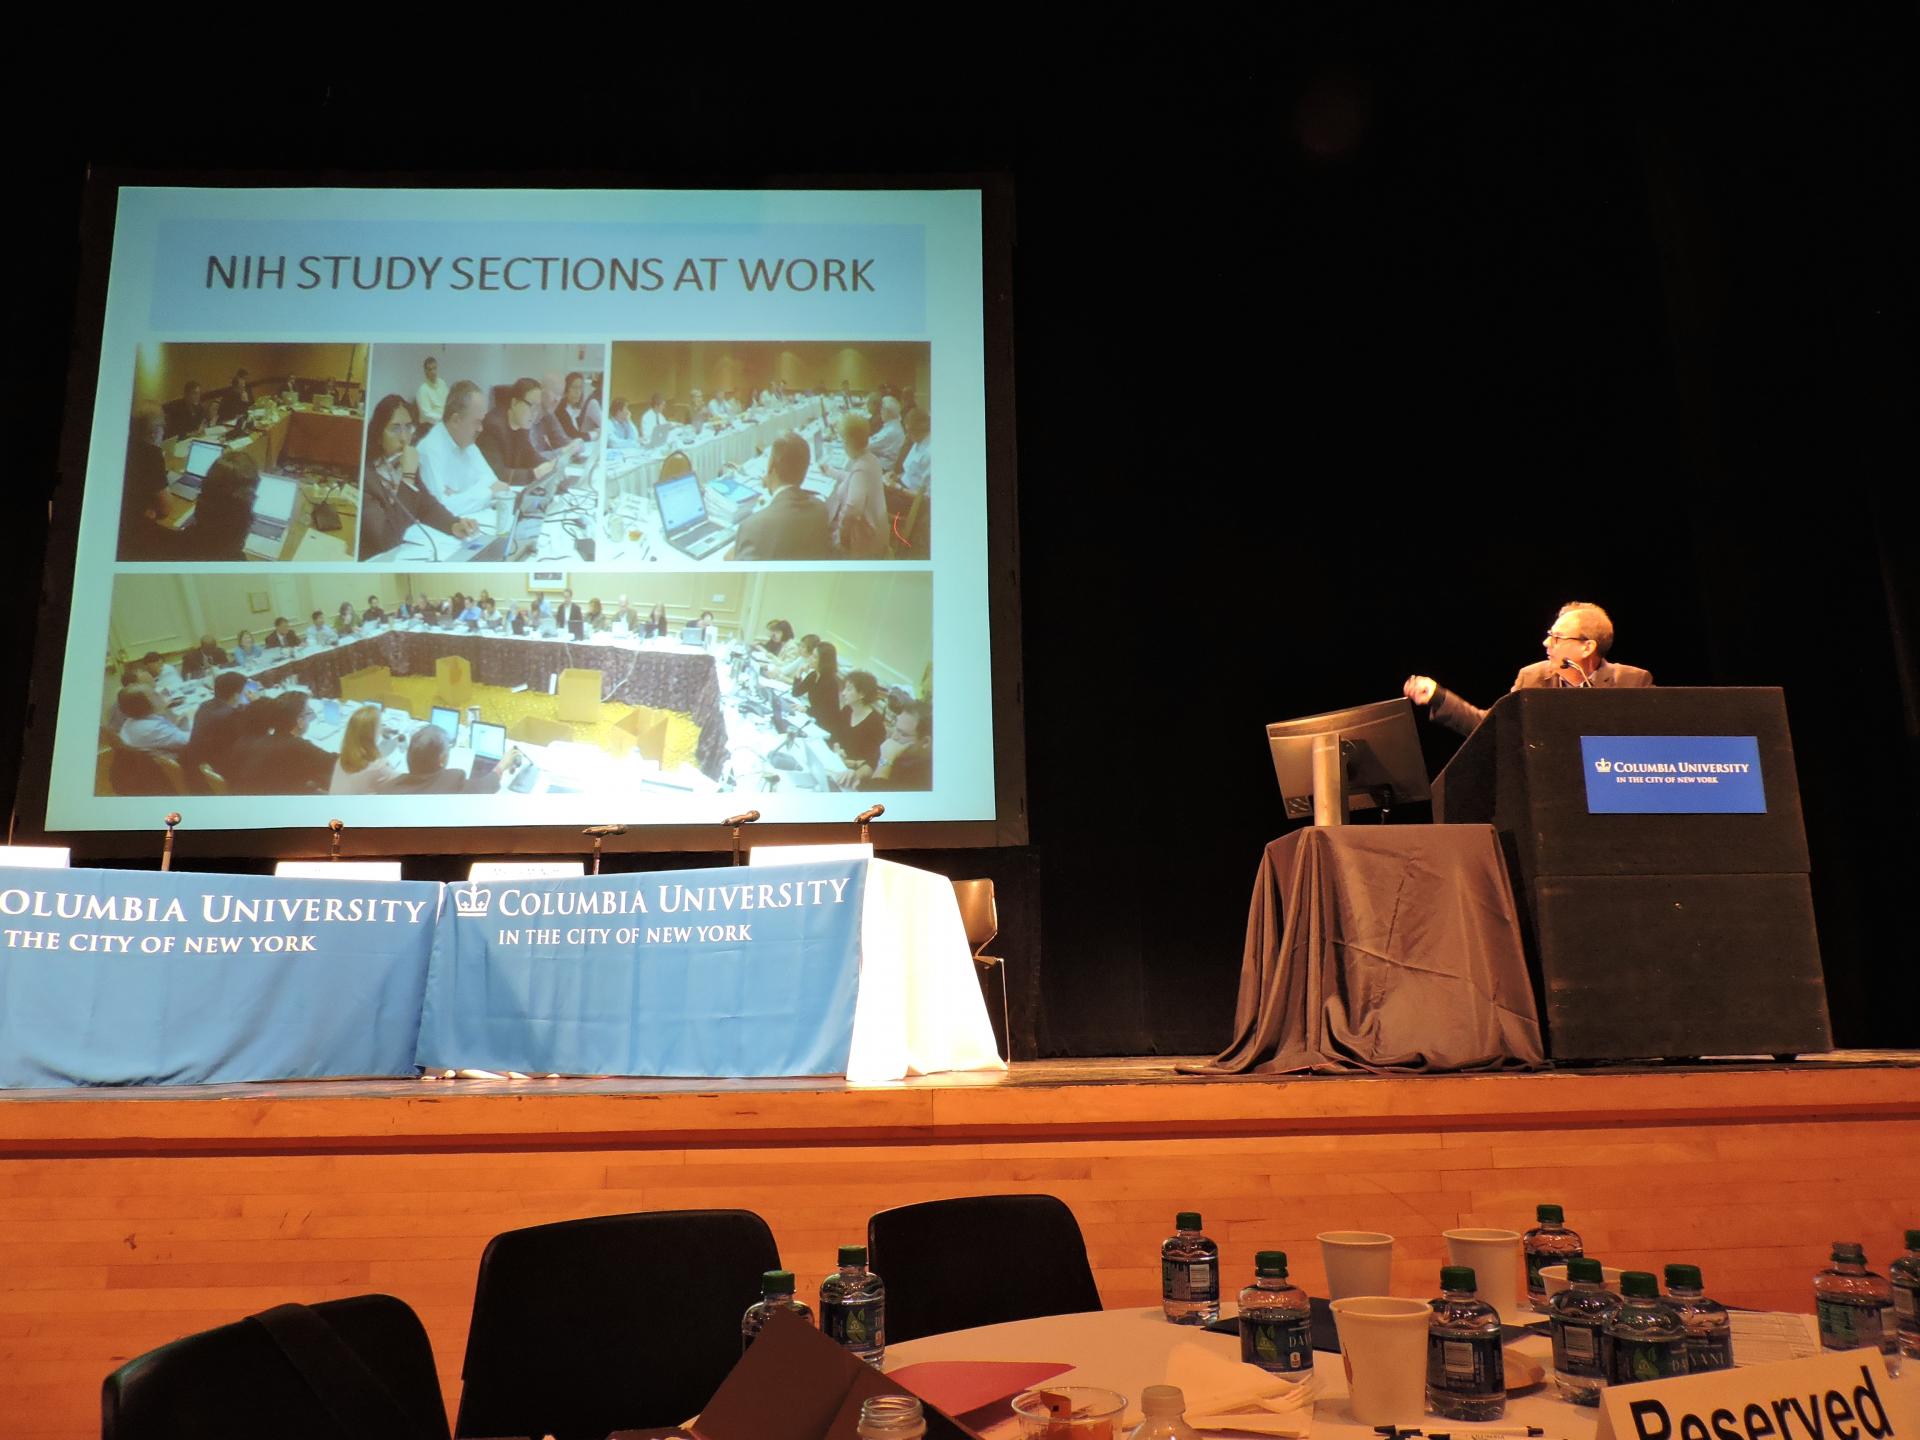 NIH STUDY SECTIONS AT WORK
COLUMBIA UNIVERSITY
IN THE CITY OF NEW YORK
OLUMBIA UNIVERSITY
THE CITY OF NEW YORK
COLUMBIA UNIVERSITY
IN THE CITY OF NEW YORK
DASANI
Reserved